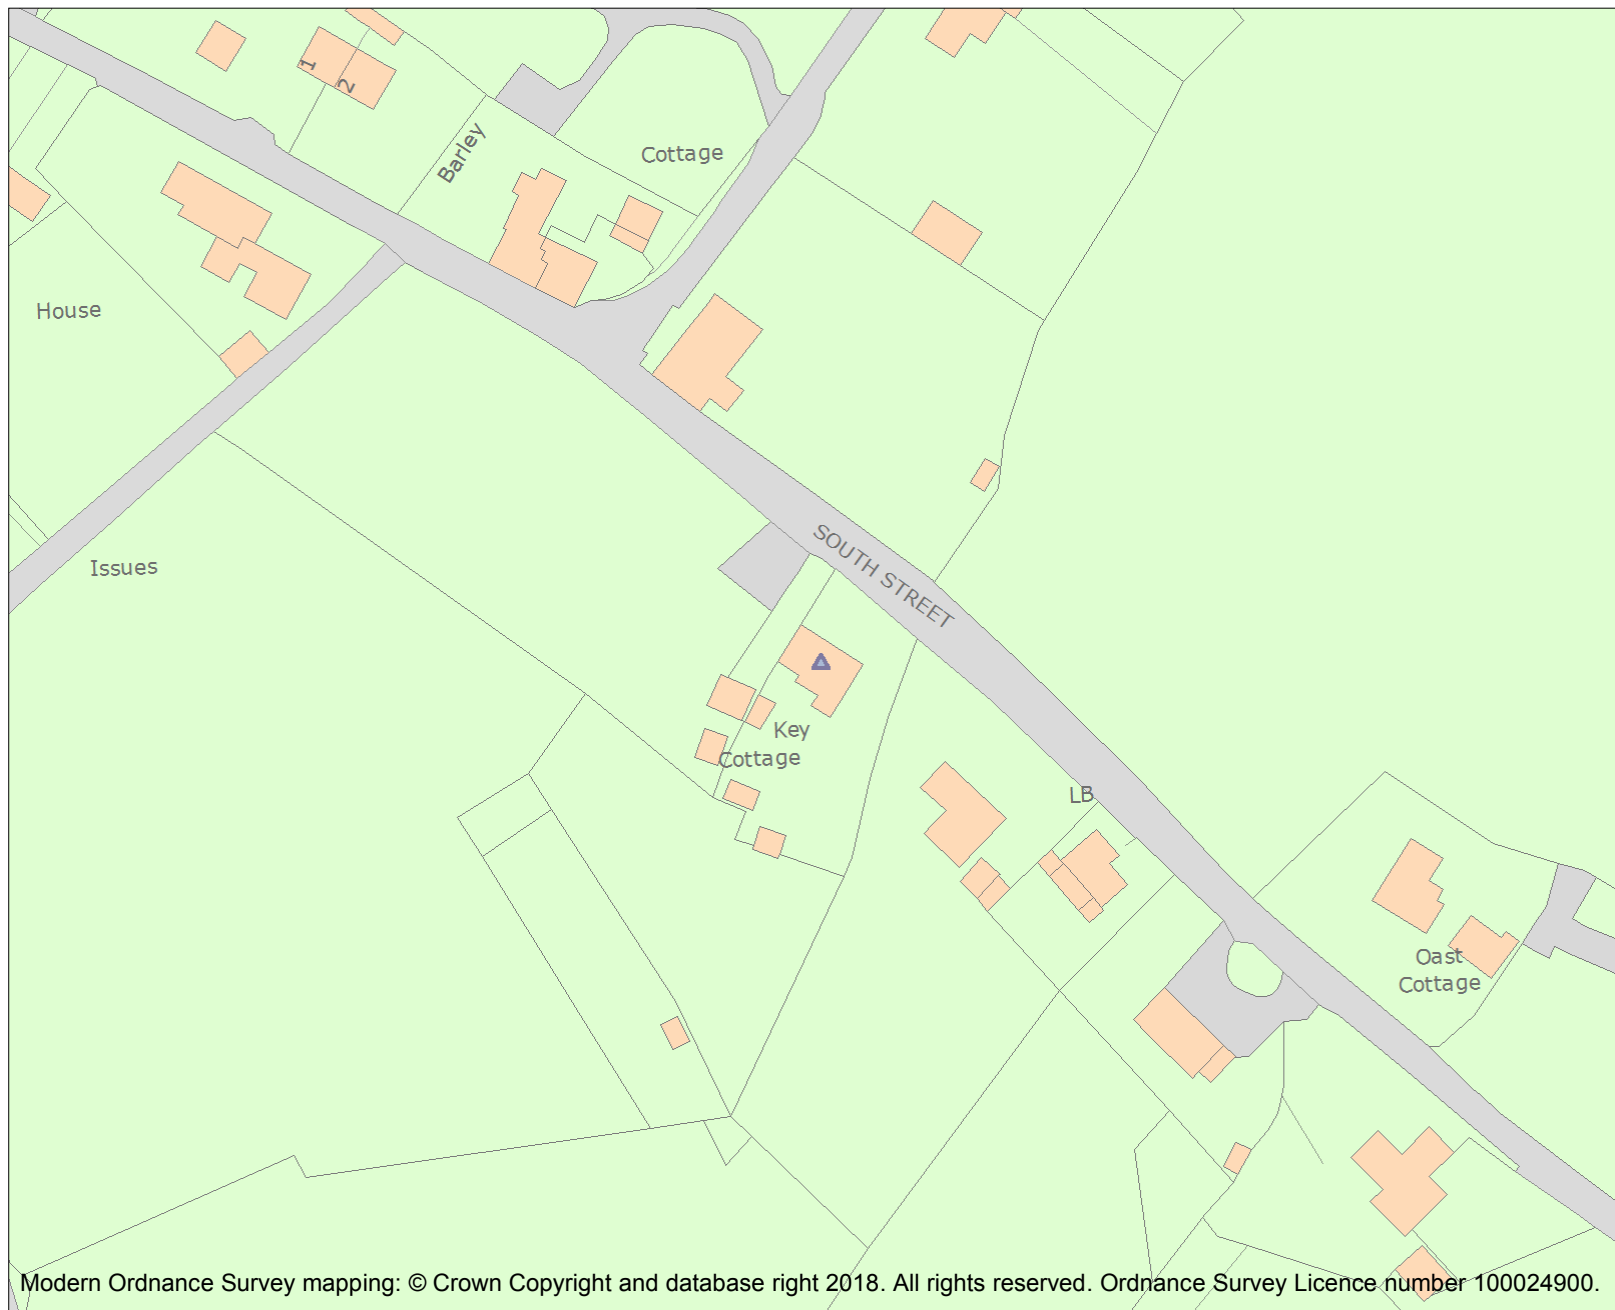 1
2
Barley
Cottage
House
Issues
SOUTH STREET
Key
Cottage
LB
Oast
Cottage
Modern Ordnance Survey mapping: © Crown Copyright and database right 2018. All rights reserved. Ordnance Survey Licence number 100024900.